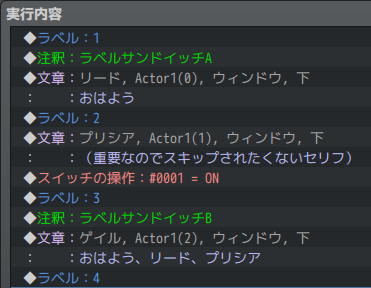 実行内容
◆ラベル：1
◆注釈：ラベルサンドイッチA
◆文章：リード, Actor1(0), ウィンドウ, 下
：　　：おはよう
◆ラベル：2
◆文章：プリシア, Actor1(1), ウィンドウ, 下
：　　：（重要なのでスキップされたくないセリフ）
◆スイッチの操作：#0001 = ON
◆ラベル：3
◆注釈：ラベルサンドイッチB
◆文章：ゲイル, Actor1(2), ウィンドウ, 下
：　　：おはよう、リード、プリシア
◆ラベル：4